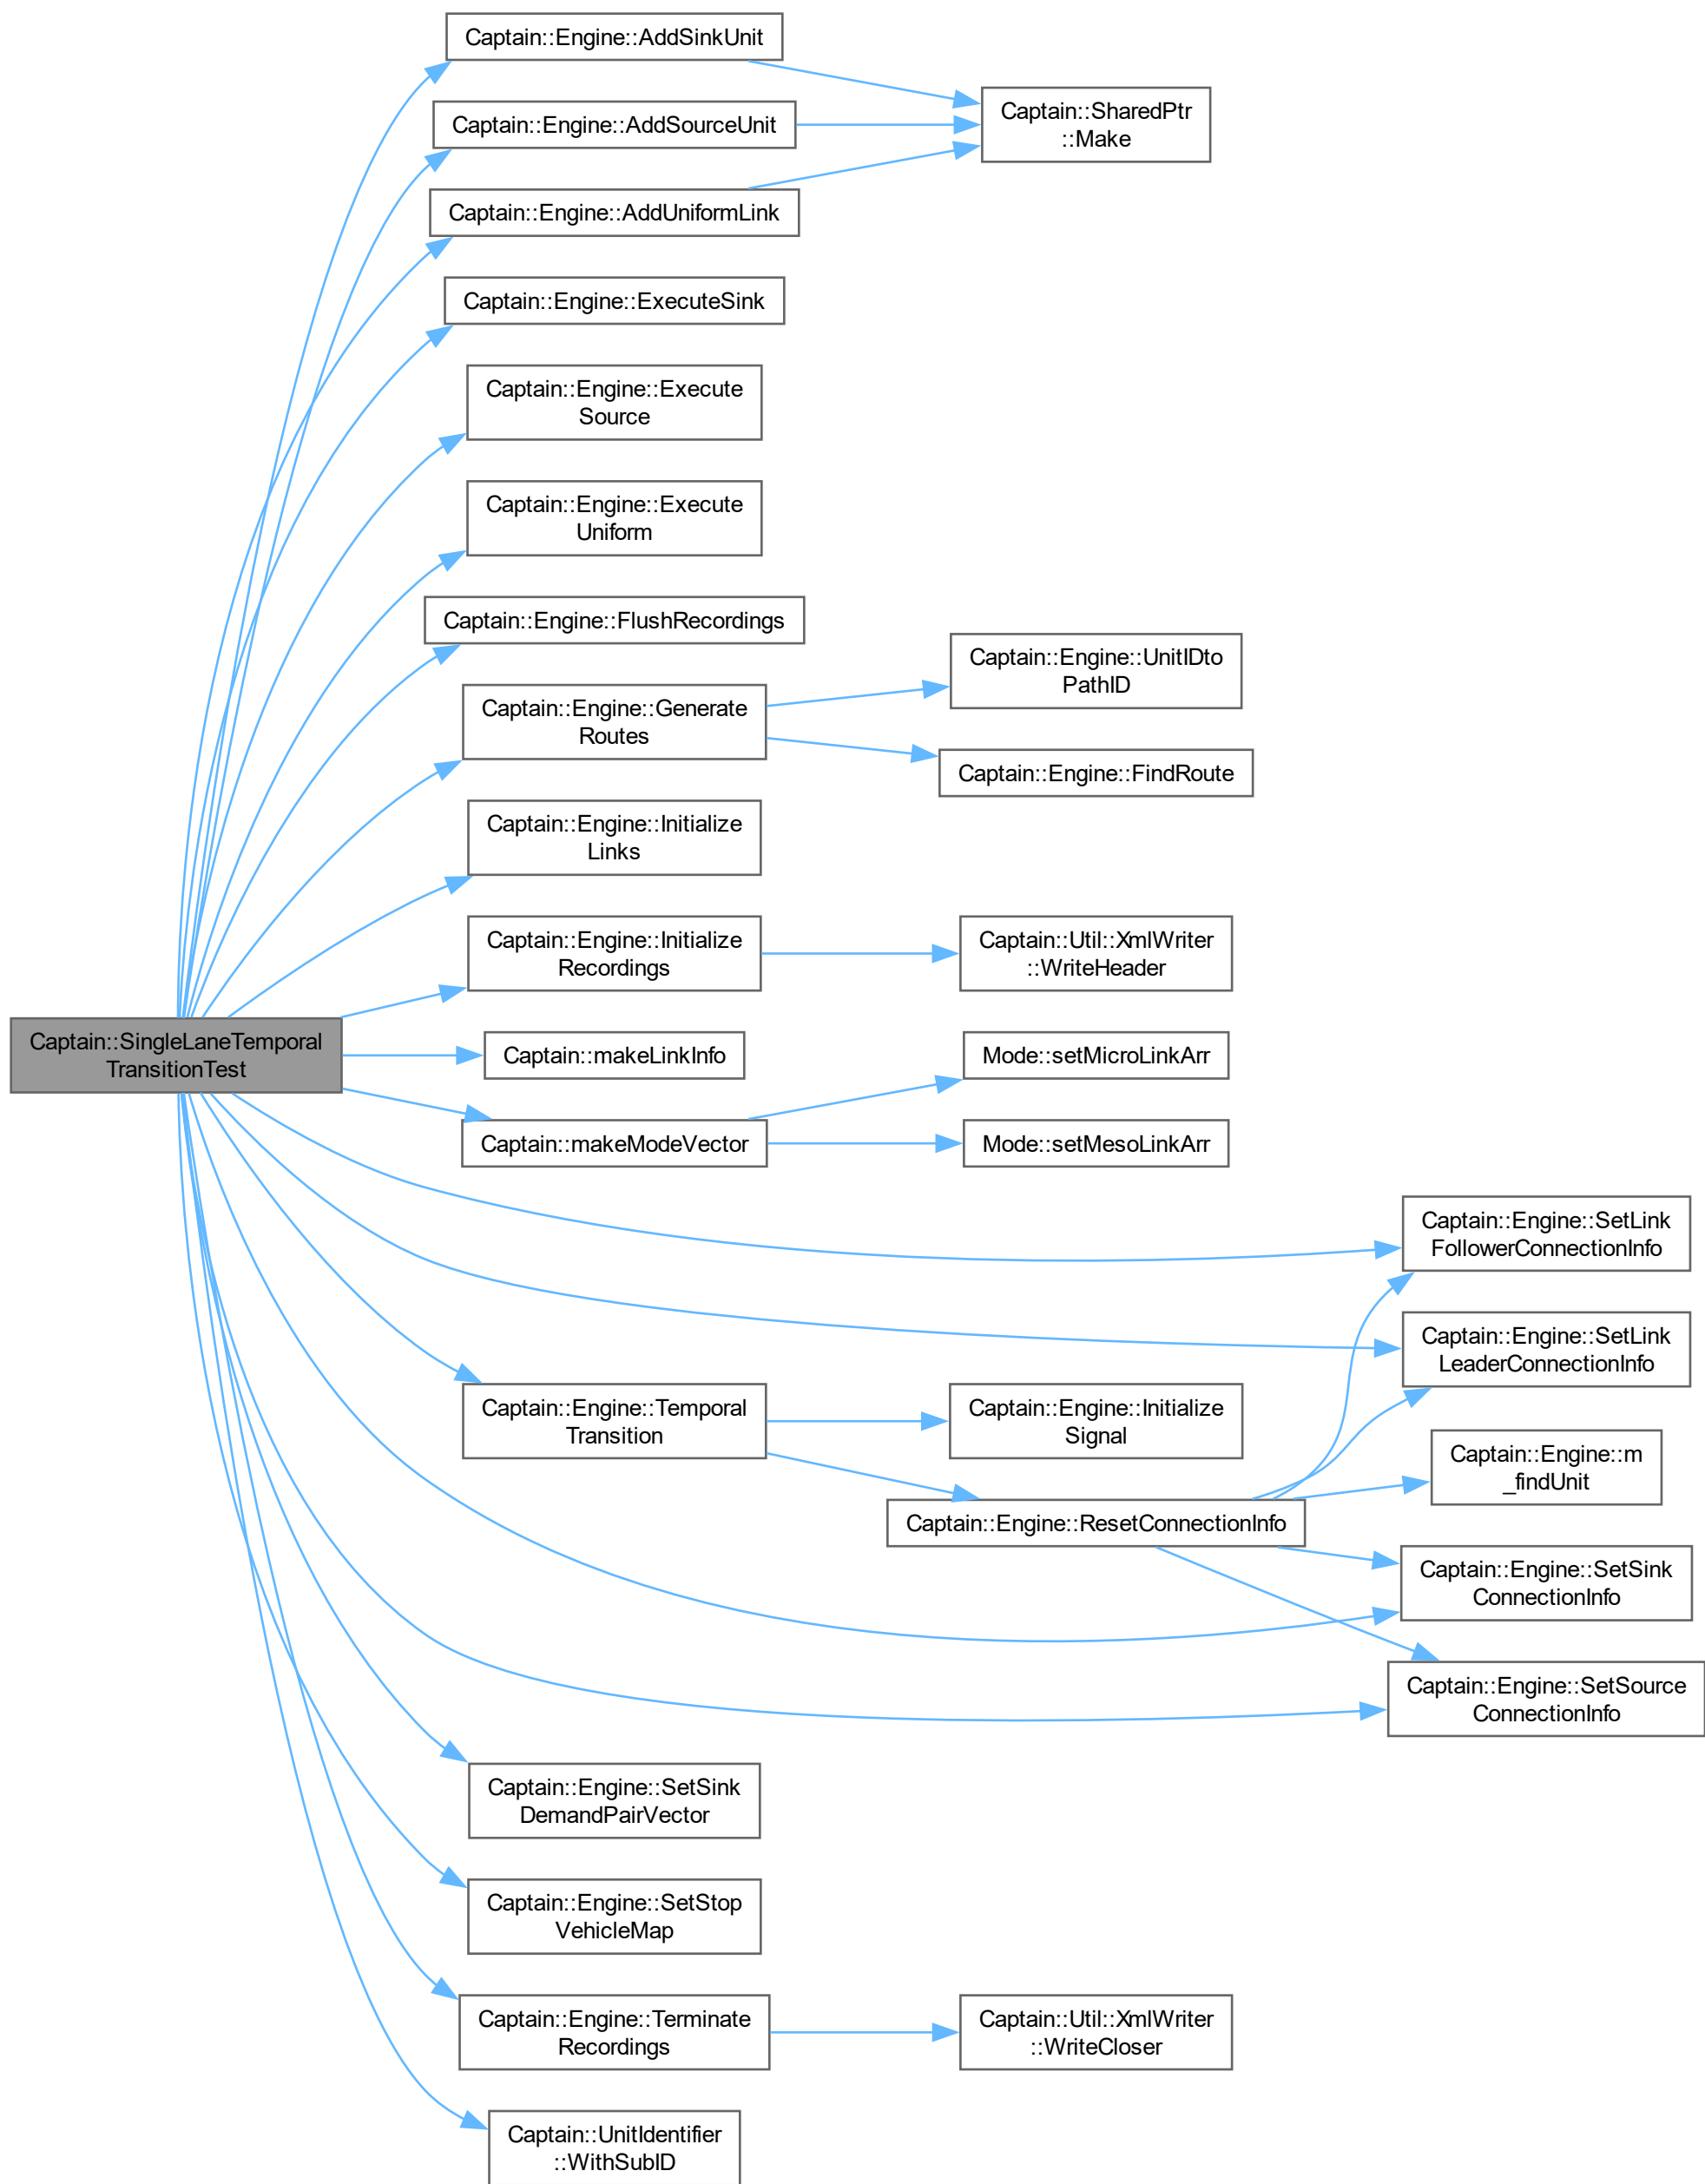 Captain::Engine::AddSinkUnit
Captain::Engine::AddSourceUnit
Captain::SharedPtr
::Make
Captain::Engine::AddUniformLink
Captain::Engine::ExecuteSink
Captain::Engine::Execute
Source
Captain::Engine::Execute
Uniform
Captain::Engine::FlushRecordings
Captain::Engine::UnitIDto
PathID
Captain::Engine::Generate
Routes
Captain::Engine::FindRoute
Captain::Engine::Initialize
Links
Captain::Engine::Initialize
Recordings
Captain::Util::XmlWriter
::WriteHeader
Captain::SingleLaneTemporal
TransitionTest
Captain::makeLinkInfo
Mode::setMicroLinkArr
Captain::makeModeVector
Mode::setMesoLinkArr
Captain::Engine::SetLink
FollowerConnectionInfo
Captain::Engine::SetLink
LeaderConnectionInfo
Captain::Engine::Temporal
Transition
Captain::Engine::Initialize
Signal
Captain::Engine::m
_findUnit
Captain::Engine::ResetConnectionInfo
Captain::Engine::SetSink
ConnectionInfo
Captain::Engine::SetSource
ConnectionInfo
Captain::Engine::SetSink
DemandPairVector
Captain::Engine::SetStop
VehicleMap
Captain::Engine::Terminate
Recordings
Captain::Util::XmlWriter
::WriteCloser
Captain::UnitIdentifier
::WithSubID